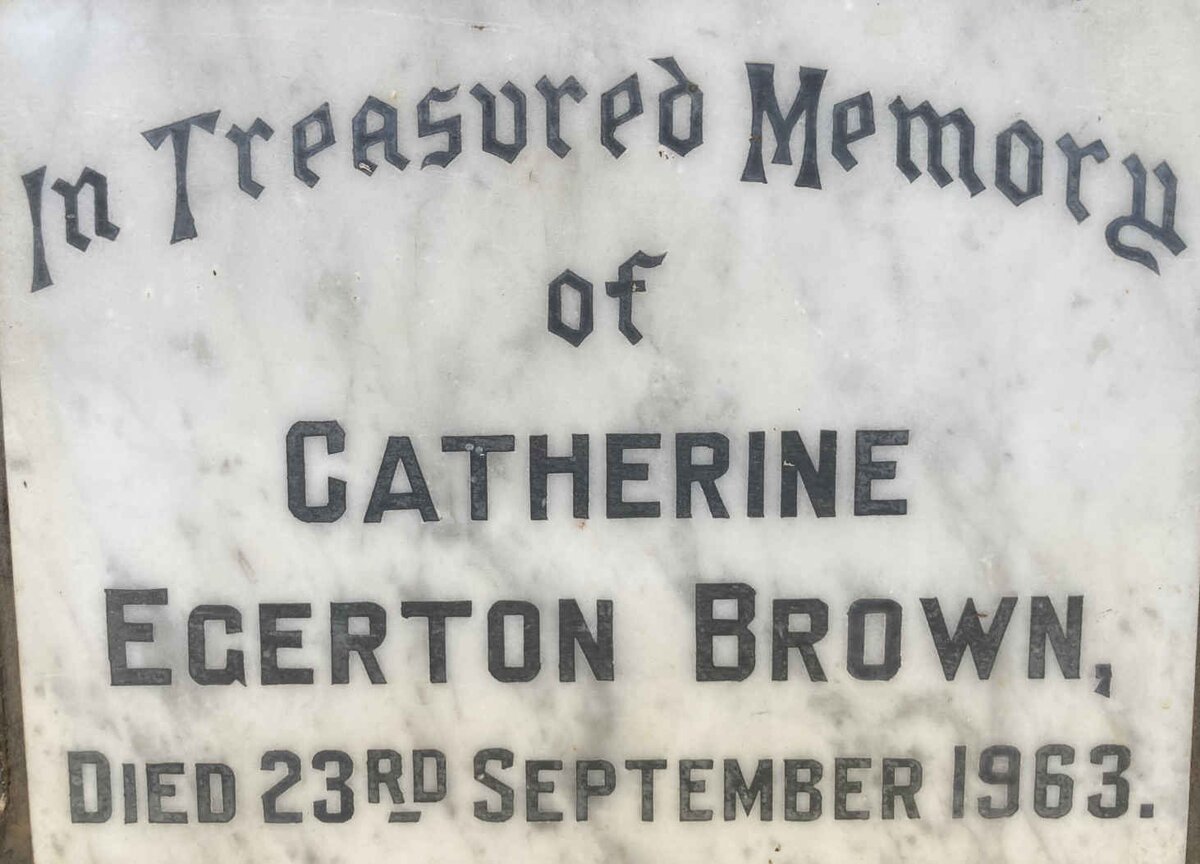 In Treasured Memory
of
CATHERINE
EGERTON BROWN,
DIED 23RD SEPTEMBER 1963.